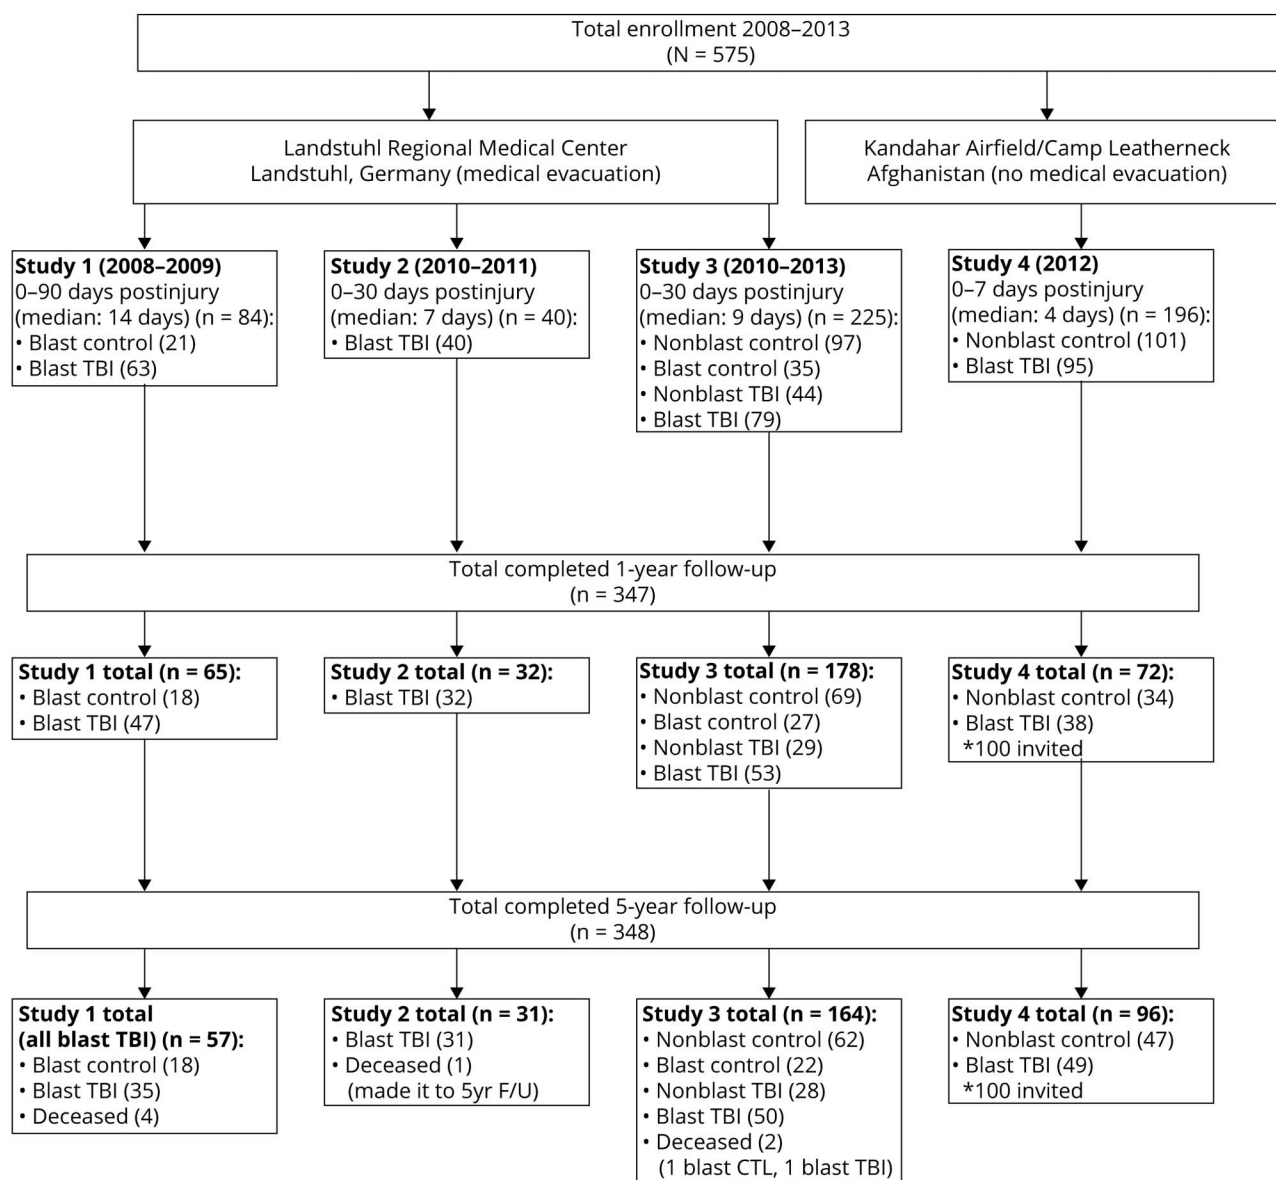 Total enrollment 2008–2013
(N = 575)
Landstuhl Regional Medical Center
Landstuhl, Germany (medical evacuation)
Kandahar Airfield/Camp Leatherneck
Afghanistan (no medical evacuation)
Study 1 (2008–2009)
0–90 days postinjury
(median: 14 days) (n = 84):
• Blast control (21)
• Blast TBI (63)
Study 2 (2010–2011)
0–30 days postinjury
(median: 7 days) (n = 40):
• Blast TBI (40)
Study 3 (2010–2013)
0–30 days postinjury
(median: 9 days) (n = 225):
• Nonblast control (97)
• Blast control (35)
• Nonblast TBI (44)
• Blast TBI (79)
Study 4 (2012)
0–7 days postinjury
(median: 4 days) (n = 196):
• Nonblast control (101)
• Blast TBI (95)
Total completed 1-year follow-up
(n = 347)
Study 1 total (n = 65):
• Blast control (18)
• Blast TBI (47)
Study 2 total (n = 32):
• Blast TBI (32)
Study 3 total (n = 178):
• Nonblast control (69)
• Blast control (27)
• Nonblast TBI (29)
• Blast TBI (53)
Study 4 total (n = 72):
• Nonblast control (34)
• Blast TBI (38)
*100 invited
Total completed 5-year follow-up
(n = 348)
Study 1 total
(all blast TBI) (n = 57):
• Blast control (18)
• Blast TBI (35)
• Deceased (4)
Study 2 total (n = 31):
• Blast TBI (31)
• Deceased (1)
(made it to 5yr F/U)
Study 3 total (n = 164):
• Nonblast control (62)
• Blast control (22)
• Nonblast TBI (28)
• Blast TBI (50)
• Deceased (2)
(1 blast CTL, 1 blast TBI)
Study 4 total (n = 96):
• Nonblast control (47)
• Blast TBI (49)
*100 invited